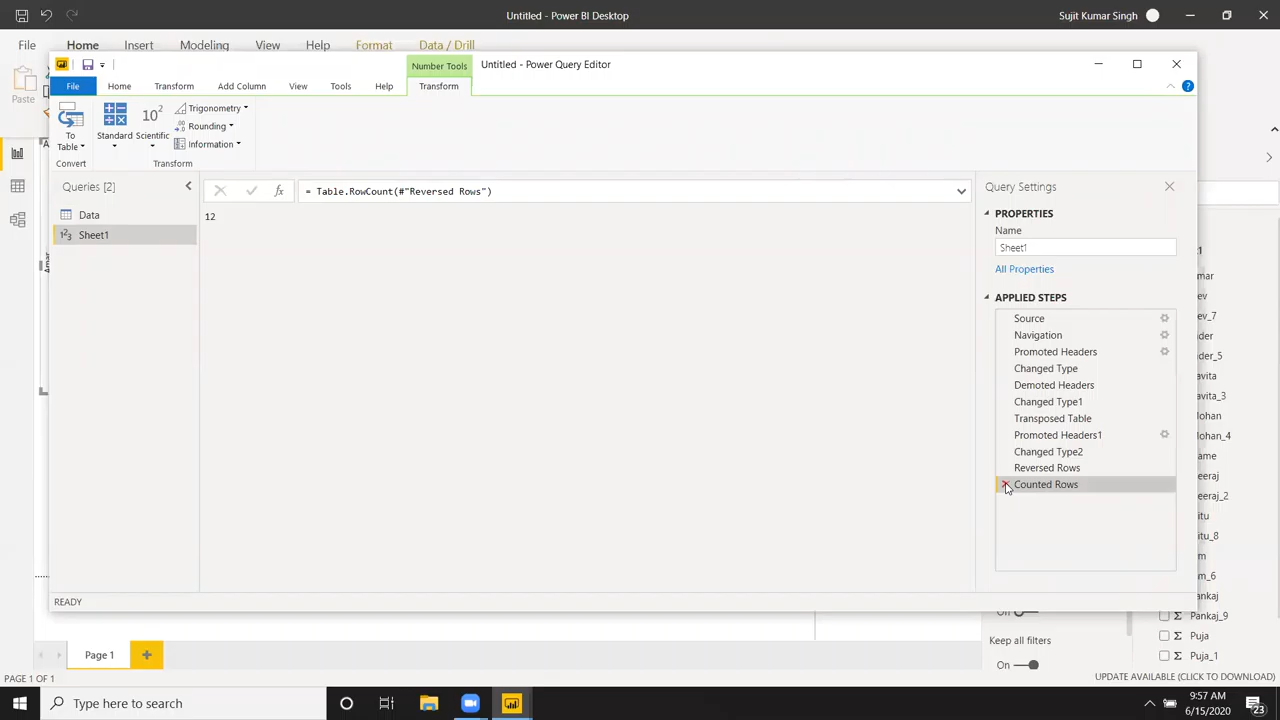 Untitled - Power BI Desktop
Sujit Kumar Singh
File Home Insert Modeling View Help Format Data / Drill
Number Tools
Untitled - Power Query Editor
Paste
File Home Transform Add Column View Tools Help Transform
To Table
Standard
Scientific
Trigonometry
Rounding
Information
Convert
Transform
Queries [2]
= Table.RowCount(#"Reversed Rows")
Data
Sheet1
12
Query Settings
PROPERTIES
Name
Sheet1
All Properties
APPLIED STEPS
Source
Navigation
Promoted Headers
Changed Type
Demoted Headers
Changed Type1
Transposed Table
Promoted Headers1
Changed Type2
Reversed Rows
Counted Rows
Pankaj_9
Puja
Puja_1
READY
Keep all filters
On
Page 1
PAGE 1 OF 1
UPDATE AVAILABLE (CLICK TO DOWNLOAD)
Type here to search
9:57 AM
6/15/2020
23